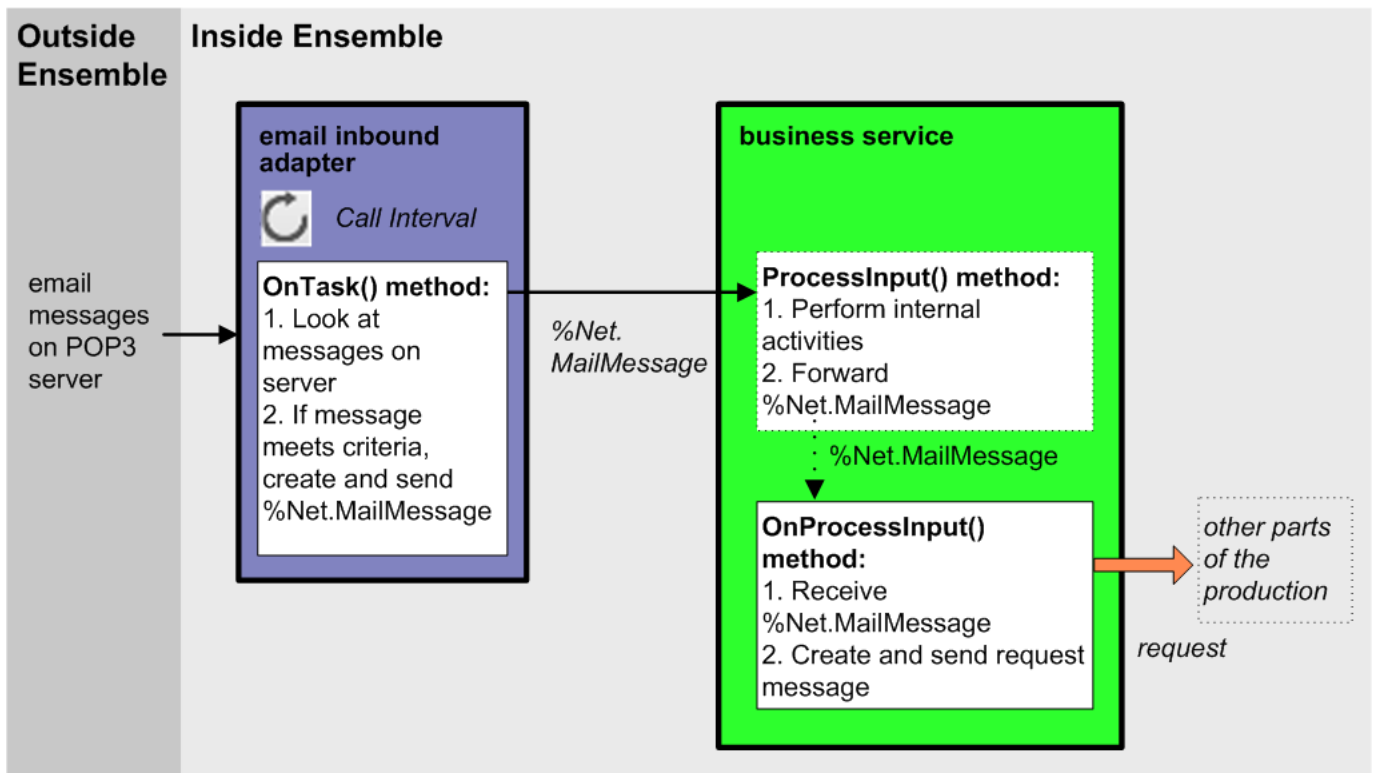 Outside
Ensemble
Inside Ensemble
email
messages
on POP3
server
email inbound
adapter
Call Interval
OnTask() method:
1. Look at
messages on
server
2. If message
meets criteria,
create and send
%Net.MailMessage
%Net.
MailMessage
business service
ProcessInput() method:
1. Perform internal
activities
2. Forward
%Net.MailMessage
%Net.MailMessage
OnProcessInput()
method:
1. Receive
%Net.MailMessage
2. Create and send request
message
request
other parts
of the
production